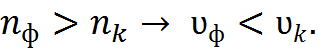 nф > nk → υф < υk.